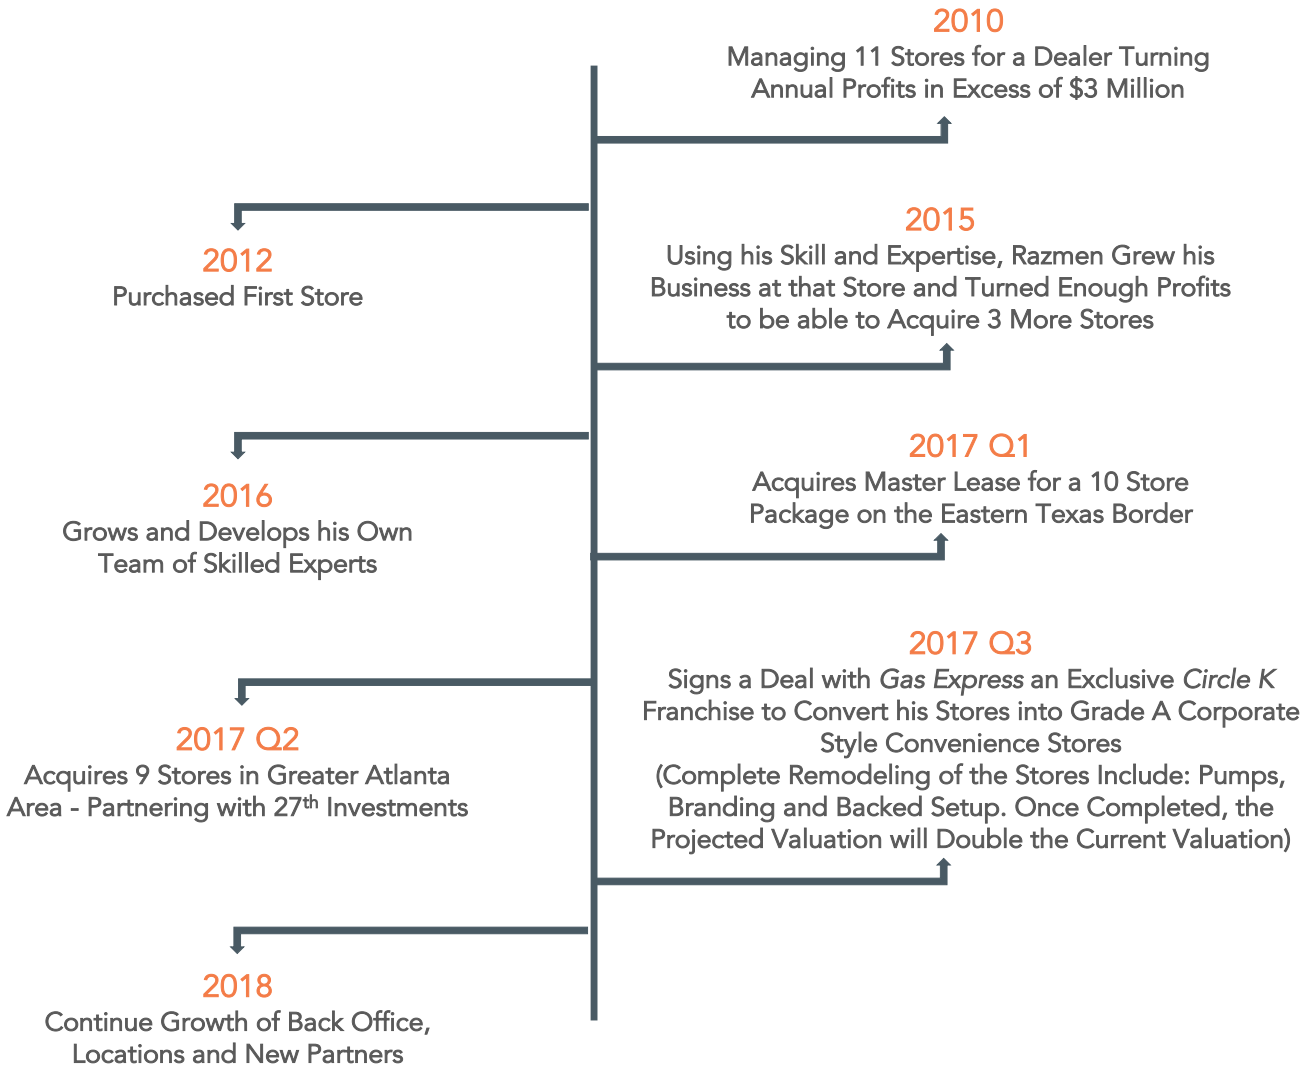 2010
Managing 11 Stores for a Dealer Turning
Annual Profits in Excess of $3 Million
2012
Purchased First Store
2015
Using his Skill and Expertise, Razmen Grew his
Business at that Store and Turned Enough Profits
to be able to Acquire 3 More Stores
2016
Grows and Develops his Own
Team of Skilled Experts
2017 Q1
Acquires Master Lease for a 10 Store
Package on the Eastern Texas Border
2017 Q2
Acquires 9 Stores in Greater Atlanta
Area - Partnering with 27th Investments
2017 Q3
Signs a Deal with Gas Express an Exclusive Circle K
Franchise to Convert his Stores into Grade A Corporate
Style Convenience Stores
(Complete Remodeling of the Stores Include: Pumps,
Branding and Backed Setup. Once Completed, the
Projected Valuation will Double the Current Valuation)
2018
Continue Growth of Back Office,
Locations and New Partners